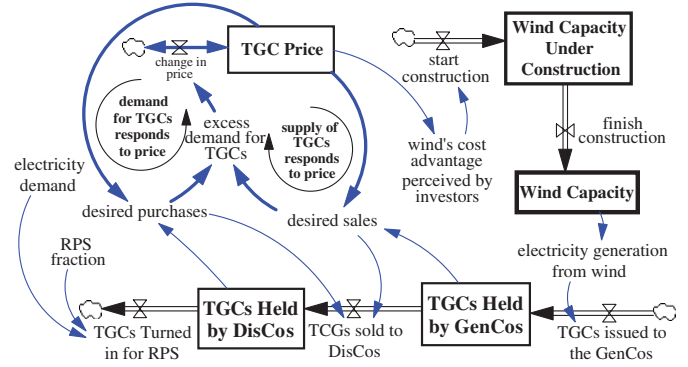 TGC Price
change in
price
demand
for TGCs
responds
to price
excess
demand for
TGCs
supply of
TGCs
responds
to price
start
construction
Wind Capacity
Under
Construction
wind's cost
advantage
perceived by
investors
finish
construction
Wind Capacity
electricity
demand
desired purchases
desired sales
RPS
fraction
electricity generation
from wind
TGCs Turned
in for RPS
TGCs Held
by DisCos
TCGs sold to
DisCos
TGCs Held
by GenCos
TGCs issued to
the GenCos